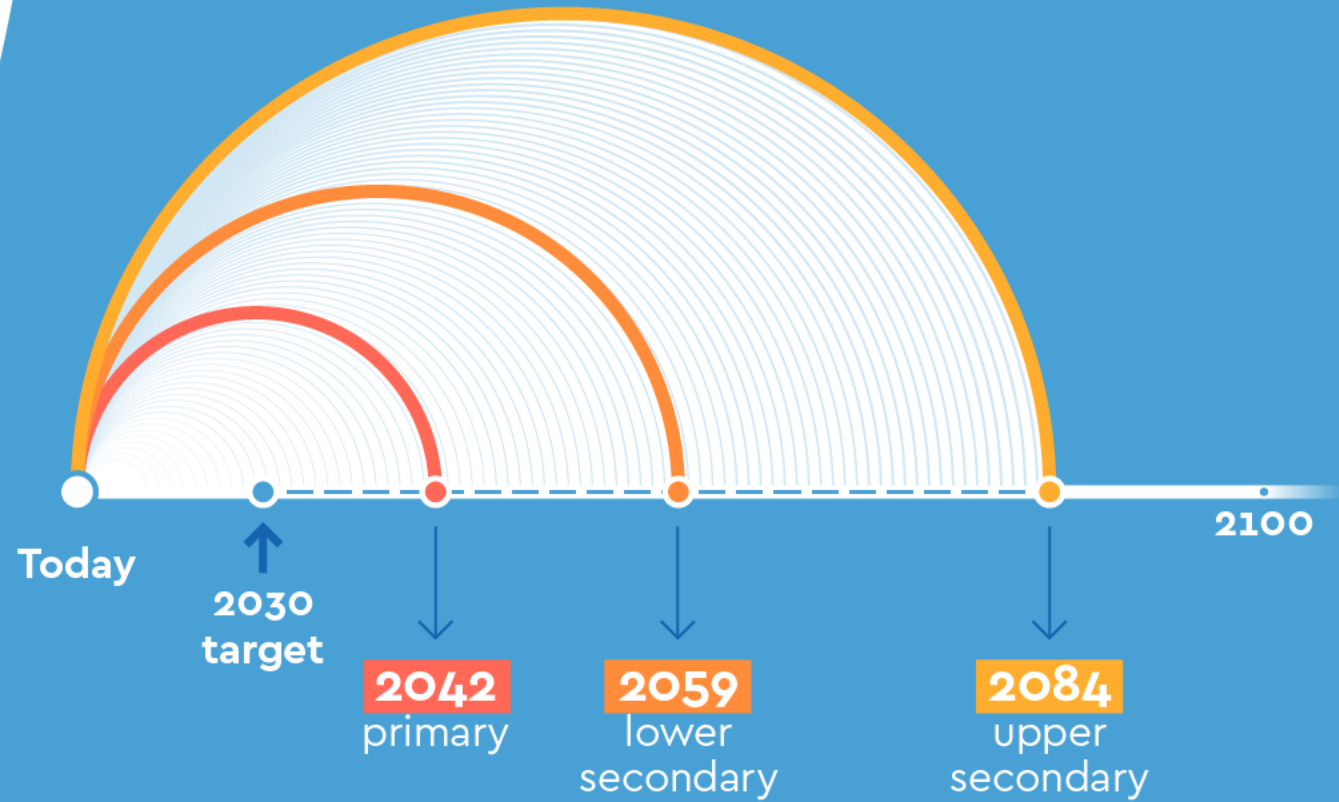 Today
2030
target
2042
primary
2059
lower
secondary
2084
upper
secondary
2100